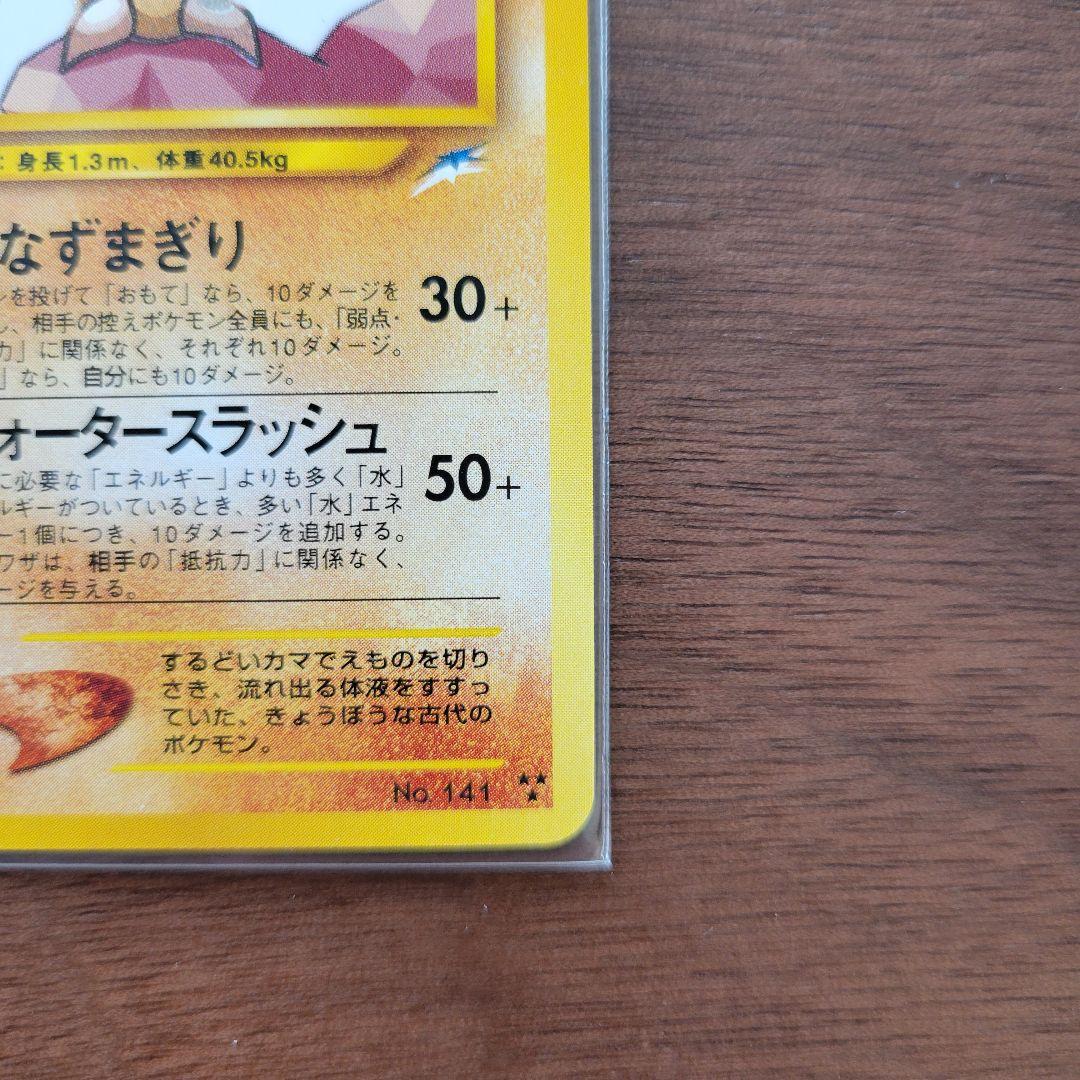 : 身長1.3m、体重40.5kg
なずまぎり
を投げて「おもて」なら、10ダメージを
30+
し、相手の控えポケモン全員にも、「弱点・
力」に関係なく、それぞれ10ダメージ。
」なら、自分にも10ダメージ。
ォータースラッシュ
に必要な「エネルギー」よりも多く「水」
50+
ルギーがついているとき、多い「水」エネ
ー1個につき、10ダメージを追加する。
ワザは、相手の「抵抗力」に関係なく、
ージを与える。
するどいカマでえものを切り
さき、流れ出る体液をすすっ
ていた、きょうぼうな古代の
ポケモン。
No. 141 ★★★